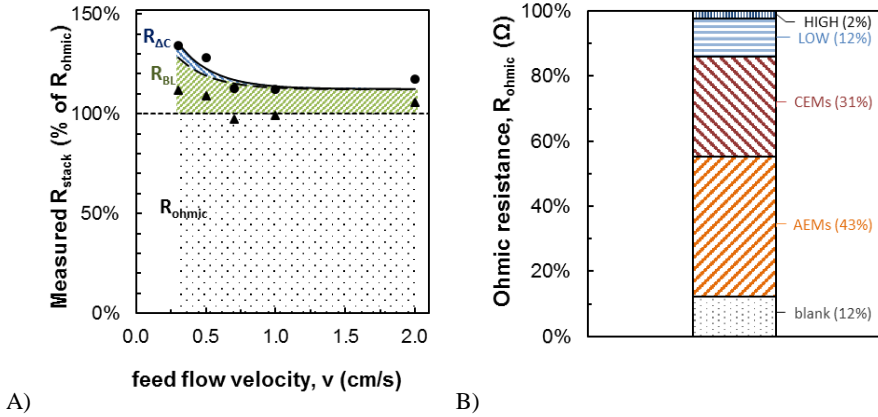 150%
100%
50%
0%
Measured R_stack (% of R_ohmic)
R_ΔC
R_BL
R_ohmic
0.0 0.5 1.0 1.5 2.0
feed flow velocity, v (cm/s)
A)
100%
80%
60%
40%
20%
0%
Ohmic resistance, R_ohmic (Ω)
HIGH (2%)
LOW (12%)
CEMs (31%)
AEMs (43%)
blank (12%)
B)